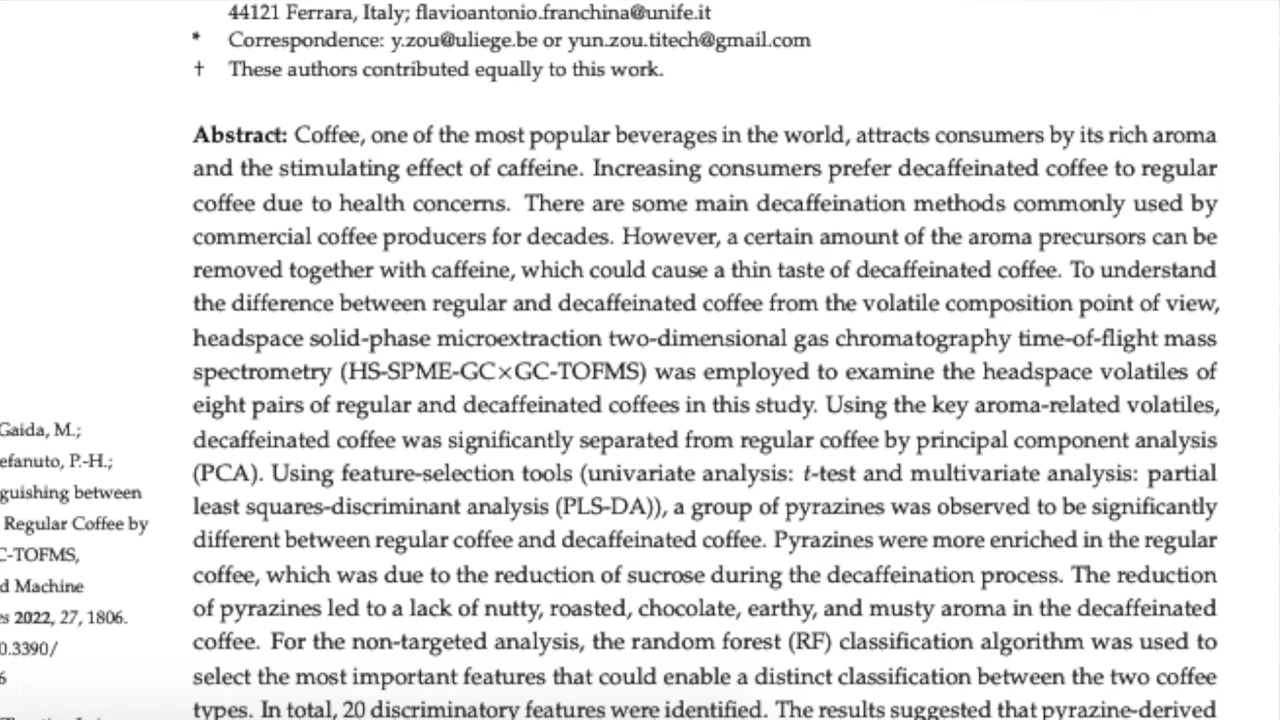 44121 Ferrara, Italy; flavioantonio.franchina@unife.it
* Correspondence: y.zou@uliege.be or yun.zou.titech@gmail.com
† These authors contributed equally to this work.
Abstract: Coffee, one of the most popular beverages in the world, attracts consumers by its rich aroma
and the stimulating effect of caffeine. Increasing consumers prefer decaffeinated coffee to regular
coffee due to health concerns. There are some main decaffeination methods commonly used by
commercial coffee producers for decades. However, a certain amount of the aroma precursors can be
removed together with caffeine, which could cause a thin taste of decaffeinated coffee. To understand
the difference between regular and decaffeinated coffee from the volatile composition point of view,
headspace solid-phase microextraction two-dimensional gas chromatography time-of-flight mass
spectrometry (HS-SPME-GC×GC-TOFMS) was employed to examine the headspace volatiles of
eight pairs of regular and decaffeinated coffees in this study. Using the key aroma-related volatiles,
decaffeinated coffee was significantly separated from regular coffee by principal component analysis
(PCA). Using feature-selection tools (univariate analysis: t-test and multivariate analysis: partial
least squares-discriminant analysis (PLS-DA)), a group of pyrazines was observed to be significantly
different between regular coffee and decaffeinated coffee. Pyrazines were more enriched in the regular
coffee, which was due to the reduction of sucrose during the decaffeination process. The reduction
of pyrazines led to a lack of nutty, roasted, chocolate, earthy, and musty aroma in the decaffeinated
coffee. For the non-targeted analysis, the random forest (RF) classification algorithm was used to
select the most important features that could enable a distinct classification between the two coffee
types. In total, 20 discriminatory features were identified. The results suggested that pyrazine-derived
Gaida, M.;
efanuto, P.-H.;
guishing between
Regular Coffee by
C-TOFMS,
d Machine
es 2022, 27, 1806.
0.3390/
6